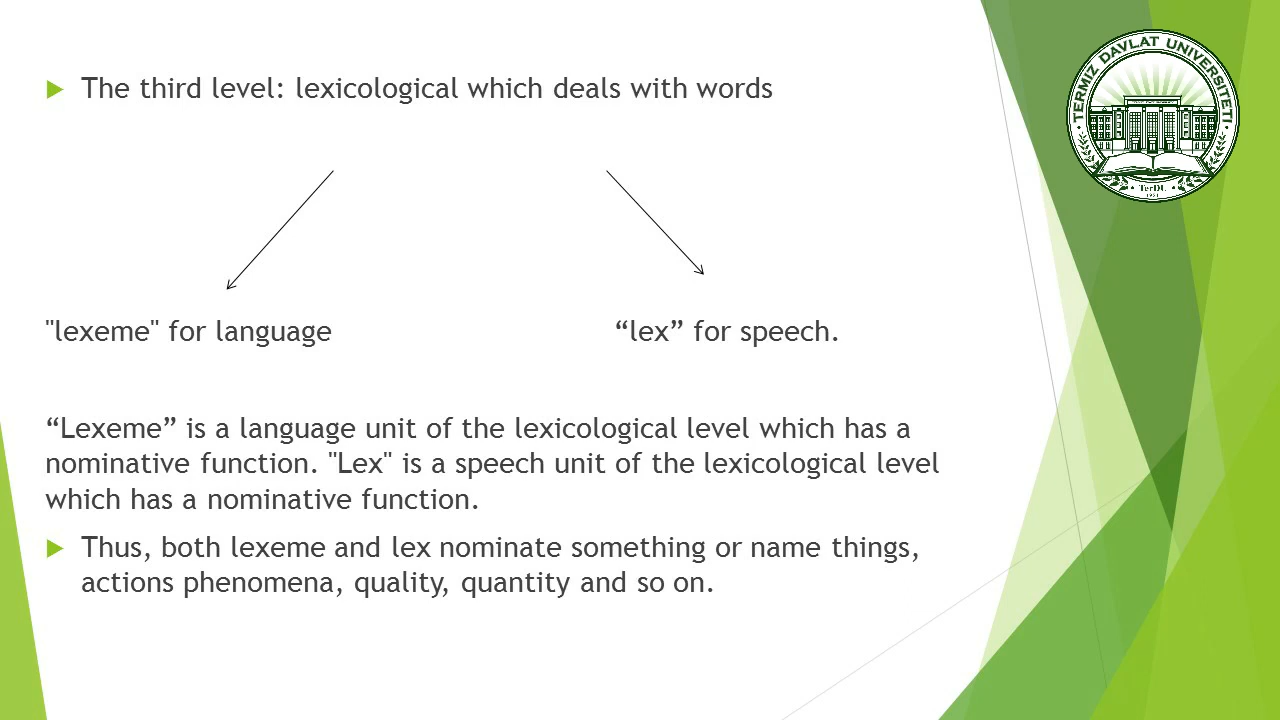 The third level: lexicological which deals with words
"lexeme" for language
“lex” for speech.
“Lexeme” is a language unit of the lexicological level which has a
nominative function. "Lex" is a speech unit of the lexicological level
which has a nominative function.
Thus, both lexeme and lex nominate something or name things,
actions phenomena, quality, quantity and so on.
TERMIZ DAVLAT UNIVERSITETI